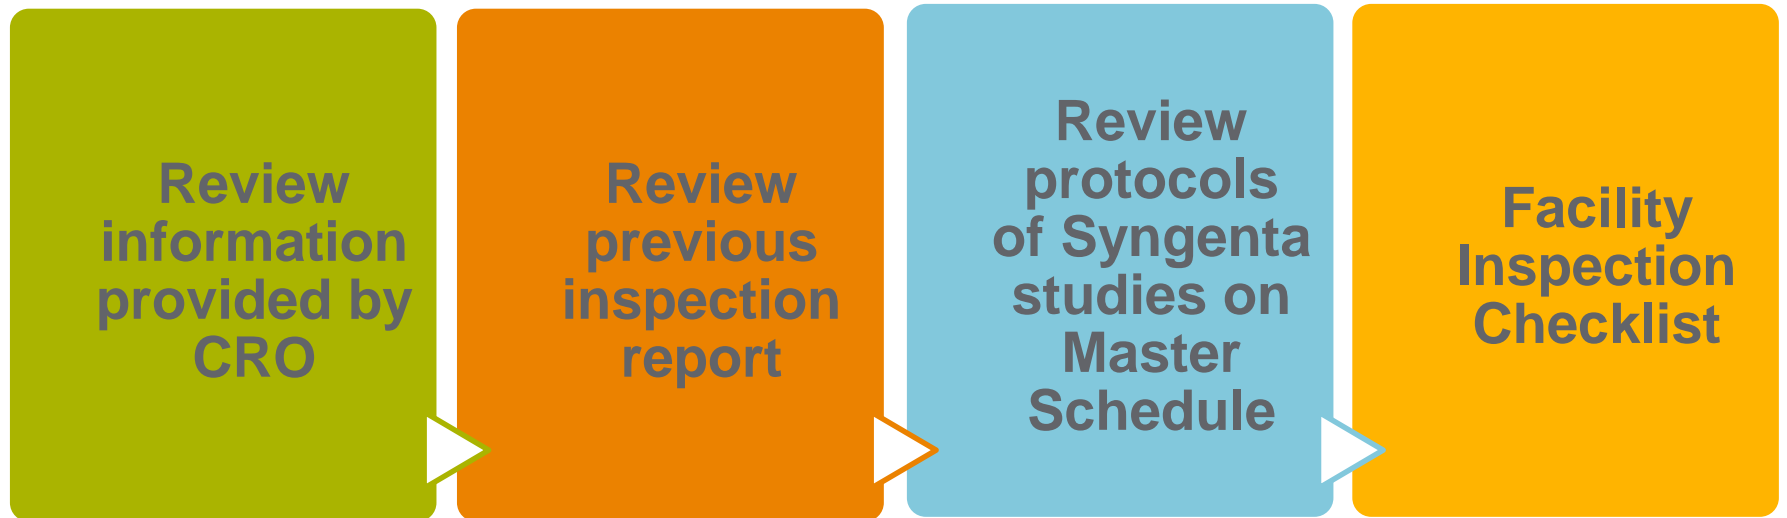 Review
information
provided by
CRO
Review
previous
inspection
report
Review
protocols
of Syngenta
studies on
Master
Schedule
Facility
Inspection
Checklist